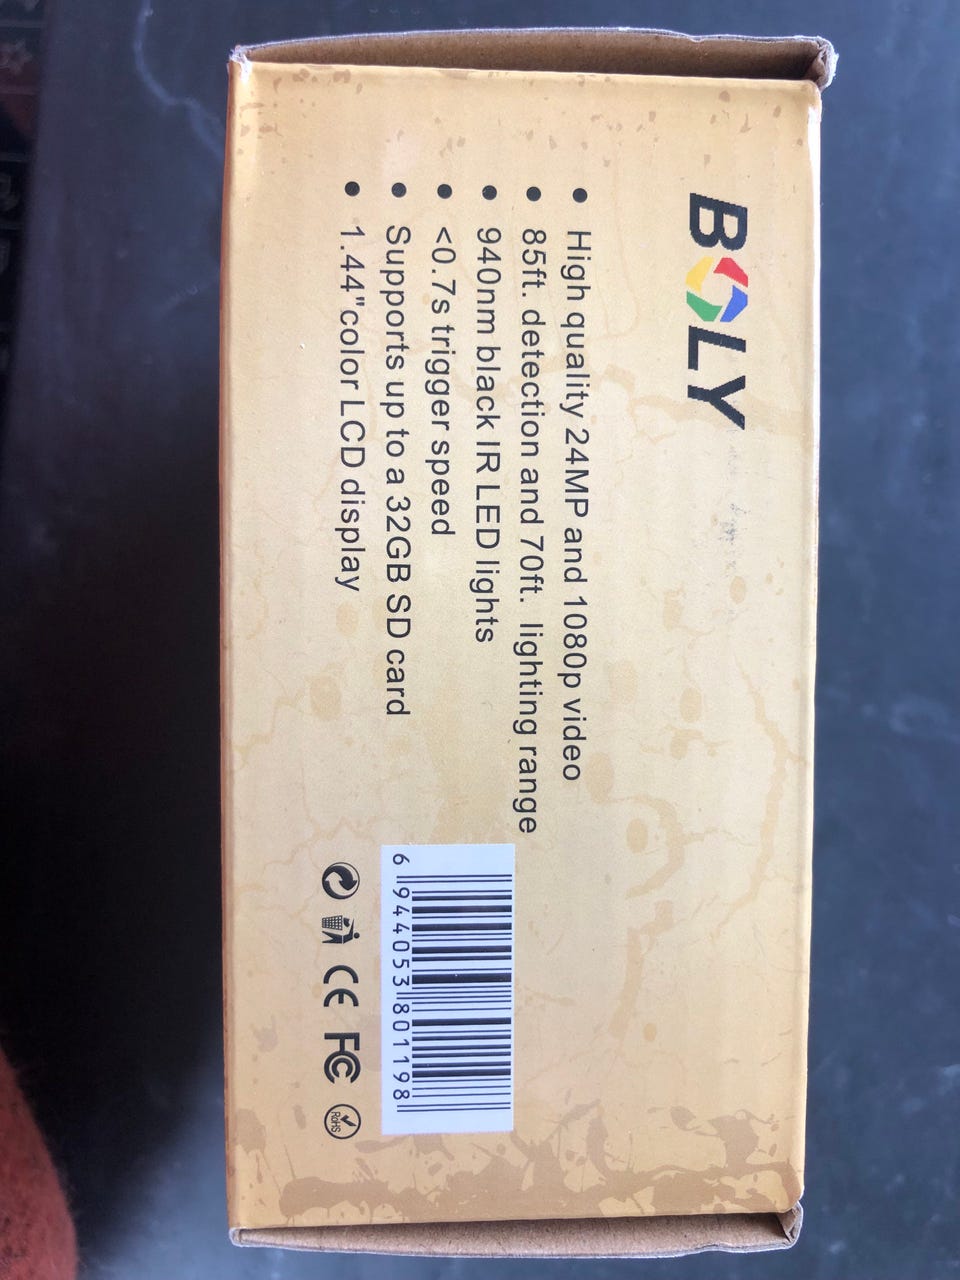 BOLY
• High quality 24MP and 1080p video
• 85ft. detection and 70ft. lighting range
• 940nm black IR LED lights
• <0.7s trigger speed
• Supports up to a 32GB SD card
• 1.44"color LCD display
6 944053 801198
CE FC RoHS